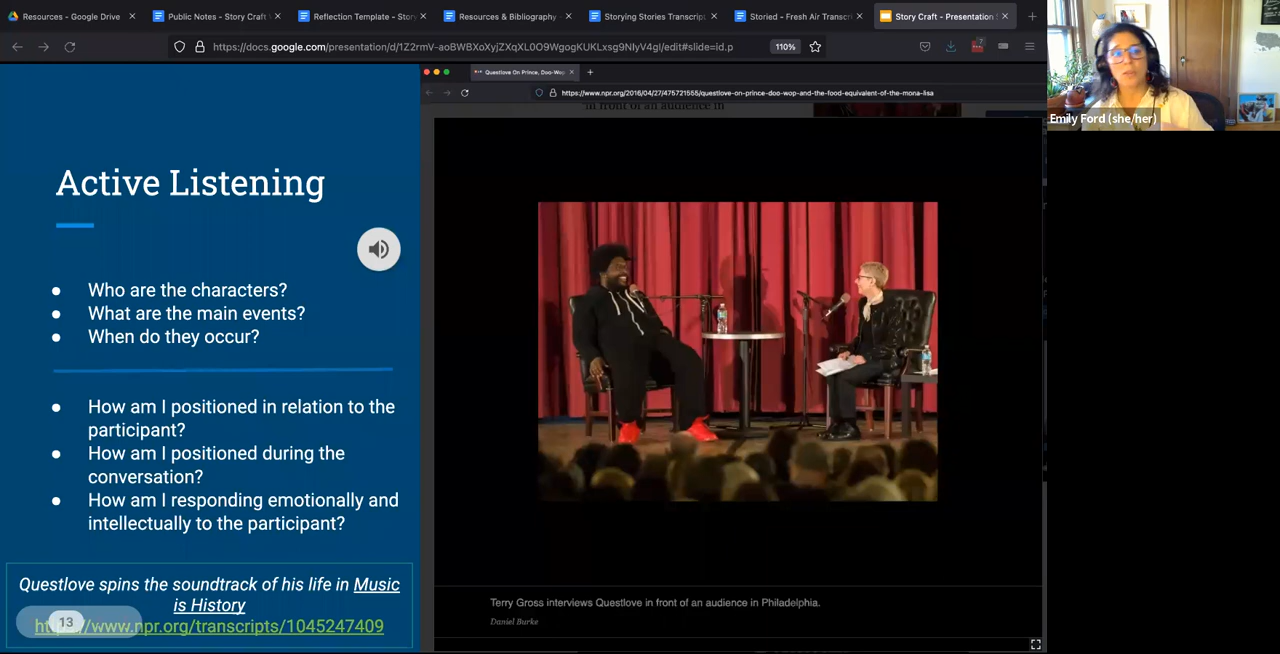 Resources - Google Drive
Public Notes - Story Craft
Reflection Template - Story
Resources & Bibliography
Storying Stories Transcript
Storied - Fresh Air Transcr
Story Craft - Presentation S
https://docs.google.com/presentation/d/1Z2rmV-aoBWBXoXyjZXqXL0O9WgogKUKLxsg9NIyV4gI/edit#slide=id.p
110%
Questlove On Prince, Doo-Wop
https://www.npr.org/2016/04/27/475721555/questlove-on-prince-doo-wop-and-the-food-equivalent-of-the-mona-lisa
in front of an audience in
Emily Ford (she/her)
Active Listening
● Who are the characters?
● What are the main events?
● When do they occur?
● How am I positioned in relation to the
participant?
● How am I positioned during the
conversation?
● How am I responding emotionally and
intellectually to the participant?
Questlove spins the soundtrack of his life in Music
is History
//www.npr.org/transcripts/1045247409
13
Terry Gross interviews Questlove in front of an audience in Philadelphia.
Daniel Burke